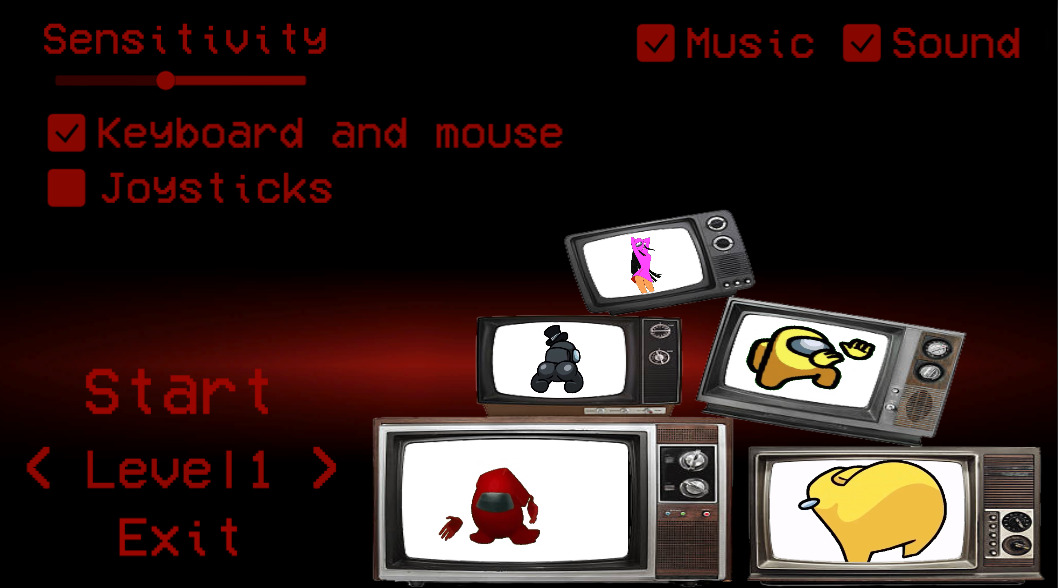 Sensitivity
Music Sound
Keyboard and mouse
Joysticks
Start
< Level1 >
Exit